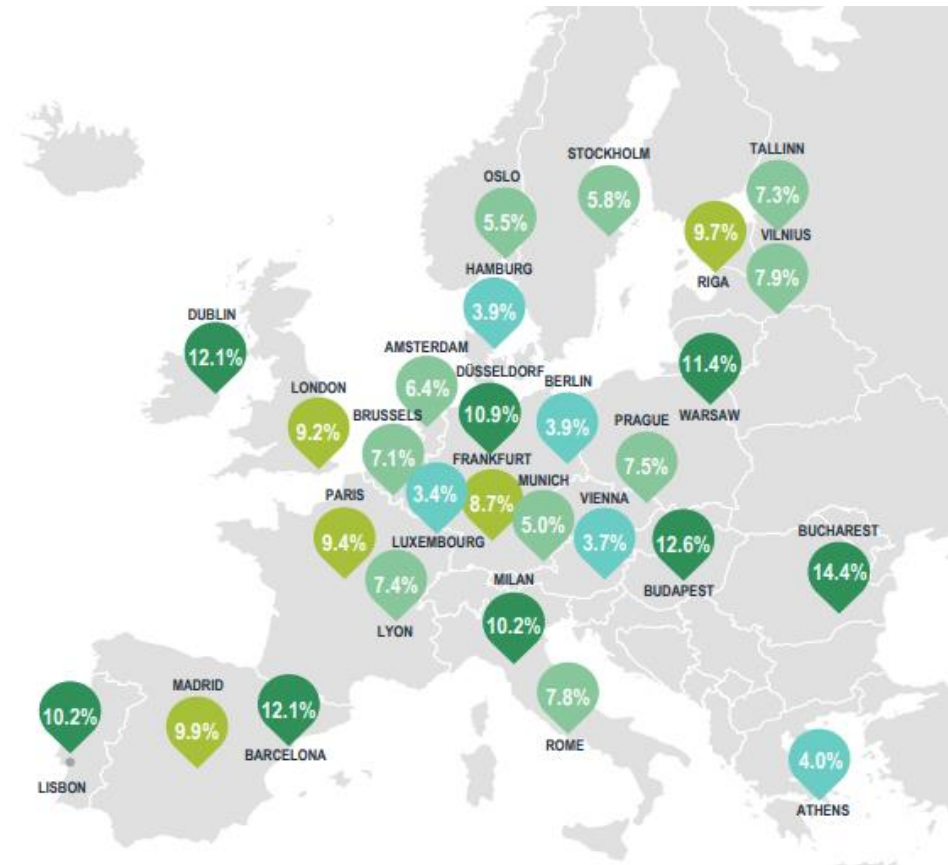 STOCKHOLM
5.8%
TALLINN
7.3%
OSLO
5.5%
RIGA
9.7%
VILNIUS
7.9%
HAMBURG
3.9%
DUBLIN
12.1%
AMSTERDAM
6.4%
DÜSSELDORF
10.9%
BERLIN
3.9%
WARSAW
11.4%
LONDON
9.2%
BRUSSELS
7.1%
PRAGUE
7.5%
FRANKFURT
8.7%
MUNICH
5.0%
LUXEMBOURG
3.4%
PARIS
9.4%
VIENNA
3.7%
BUDAPEST
12.6%
BUCHAREST
14.4%
LYON
7.4%
MILAN
10.2%
ROME
7.8%
MADRID
9.9%
BARCELONA
12.1%
LISBON
10.2%
ATHENS
4.0%